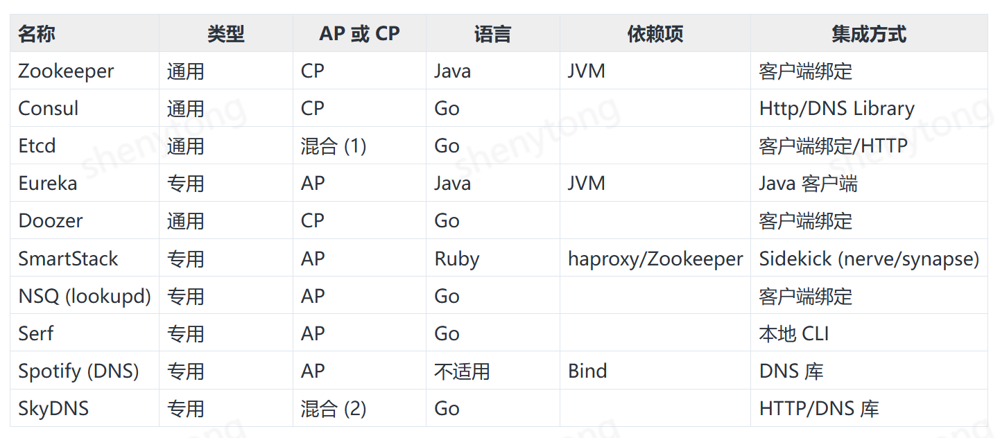 名称 类型 AP 或 CP 语言 依赖项 集成方式
Zookeeper 通用 CP Java JVM 客户端绑定
Consul 通用 CP Go Http/DNS Library
Etcd 通用 混合 (1) Go 客户端绑定/HTTP
Eureka 专用 AP Java JVM Java 客户端
Doozer 通用 CP Go 客户端绑定
SmartStack 专用 AP Ruby haproxy/Zookeeper Sidekick (nerve/synapse)
NSQ (lookupd) 专用 AP Go 客户端绑定
Serf 专用 AP Go 本地 CLI
Spotify (DNS) 专用 AP 不适用 Bind DNS 库
SkyDNS 专用 混合 (2) Go HTTP/DNS 库
shenytong
shenytong
shenytong